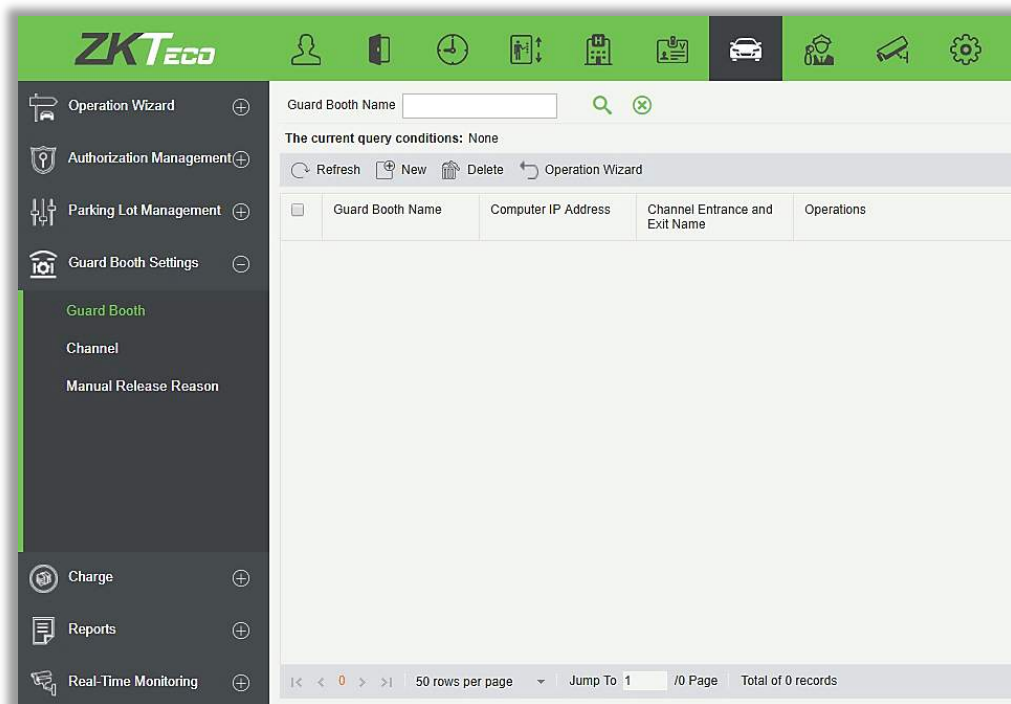 ZKTECO
Operation Wizard
Authorization Management
Parking Lot Management
Guard Booth Settings
Guard Booth
Channel
Manual Release Reason
Charge
Reports
Real-Time Monitoring
Guard Booth Name
The current query conditions: None
Refresh New Delete Operation Wizard
Guard Booth Name Computer IP Address Channel Entrance and Operations
Exit Name
|< < 0 > >| 50 rows per page Jump To 1 /0 Page Total of 0 records